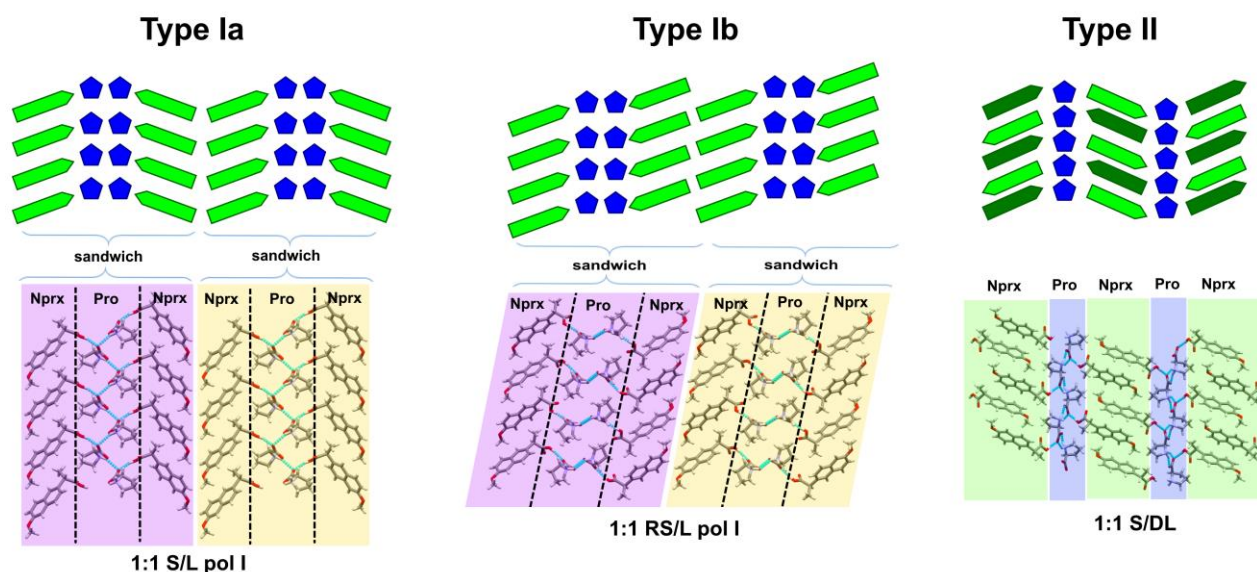 Type Ia
Type Ib
Type II
sandwich
sandwich
sandwich
sandwich
Nprx
Pro
Nprx
Nprx
Pro
Nprx
Nprx
Pro
Nprx
Nprx
Pro
Nprx
Nprx
Pro
Nprx
Pro
Nprx
1:1 S/L pol I
1:1 RS/L pol I
1:1 S/DL